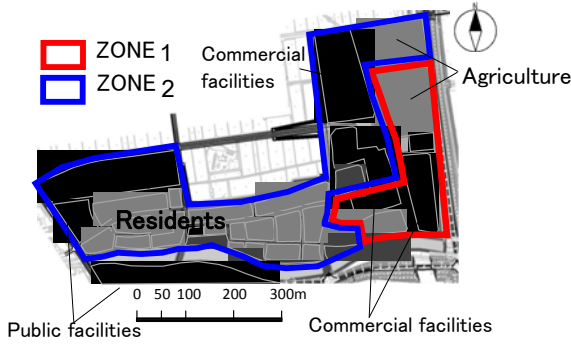 ZONE 1
ZONE 2
Commercial
facilities
Agriculture
Residents
0 50 100 200 300m
Public facilities
Commercial facilities